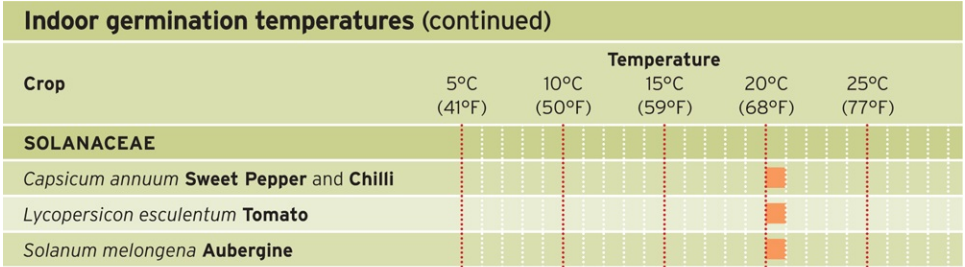 Indoor germination temperatures (continued)
Temperature
Crop 5°C 10°C 15°C 20°C 25°C
(41°F) (50°F) (59°F) (68°F) (77°F)
SOLANACEAE
Capsicum annuum Sweet Pepper and Chilli
Lycopersicon esculentum Tomato
Solanum melongena Aubergine